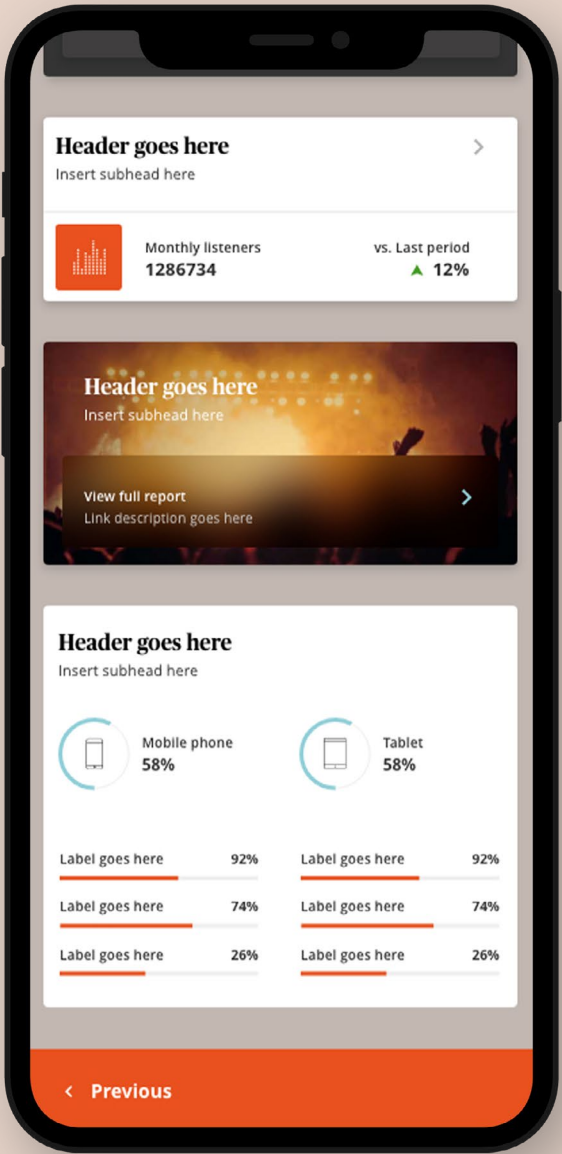 Header goes here
Insert subhead here
Monthly listeners
1286734
vs. Last period
12%
Header goes here
Insert subhead here
View full report
Link description goes here
Header goes here
Insert subhead here
Mobile phone
58%
Tablet
58%
Label goes here 92%
Label goes here 74%
Label goes here 26%
Label goes here 92%
Label goes here 74%
Label goes here 26%
Previous